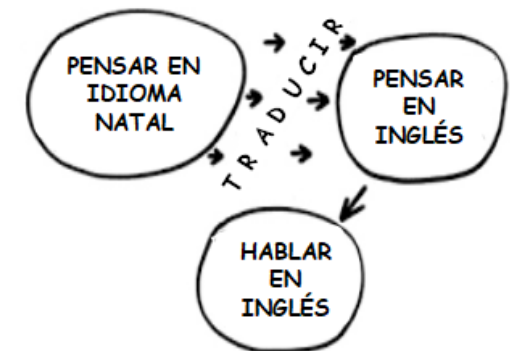 PENSAR EN
IDIOMA
NATAL
TRADUCIR
PENSAR
EN
INGLÉS
HABLAR
EN
INGLÉS